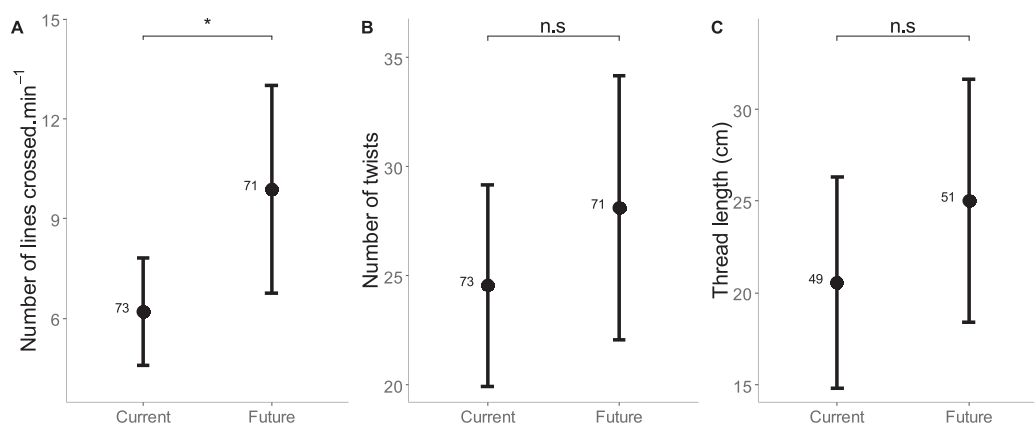 A
Number of lines crossed.min⁻¹
15
12
9
6
*
73
71
Current
Future
B
Number of twists
35
30
25
20
n.s
73
71
Current
Future
C
Thread length (cm)
30
25
20
15
n.s
49
51
Current
Future